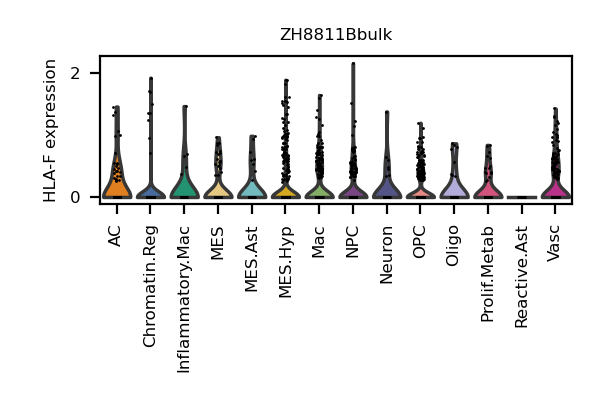 ZH8811Bbulk
HLA-F expression
2
0
AC
Chromatin.Reg
Inflammatory.Mac
MES
MES.Ast
MES.Hyp
Mac
NPC
Neuron
OPC
Oligo
Prolif.Metab
Reactive.Ast
Vasc